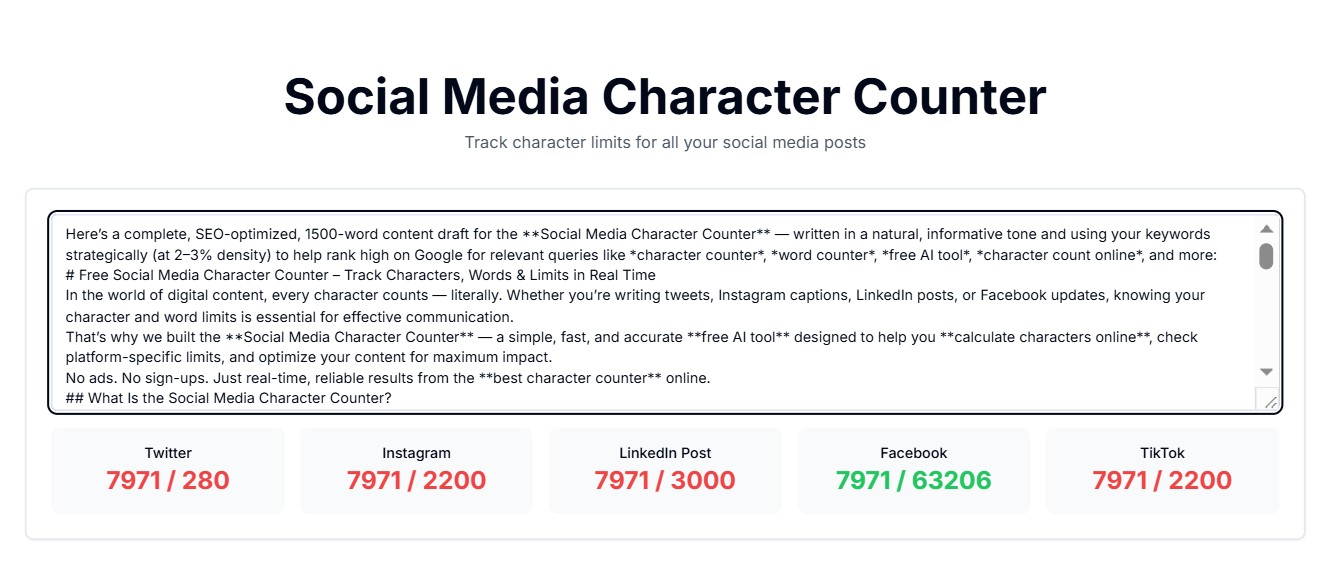 Social Media Character Counter
Track character limits for all your social media posts
Here's a complete, SEO-optimized, 1500-word content draft for the **Social Media Character Counter** — written in a natural, informative tone and using your keywords
strategically (at 2–3% density) to help rank high on Google for relevant queries like *character counter*, *word counter*, *free AI tool*, *character count online*, and more:
# Free Social Media Character Counter – Track Characters, Words & Limits in Real Time
In the world of digital content, every character counts — literally. Whether you're writing tweets, Instagram captions, LinkedIn posts, or Facebook updates, knowing your
character and word limits is essential for effective communication.
That's why we built the **Social Media Character Counter** — a simple, fast, and accurate **free AI tool** designed to help you **calculate characters online**, check
platform-specific limits, and optimize your content for maximum impact.
No ads. No sign-ups. Just real-time, reliable results from the **best character counter** online.
## What Is the Social Media Character Counter?
Twitter
7971 / 280
Instagram
7971 / 2200
LinkedIn Post
7971 / 3000
Facebook
7971 / 63206
TikTok
7971 / 2200